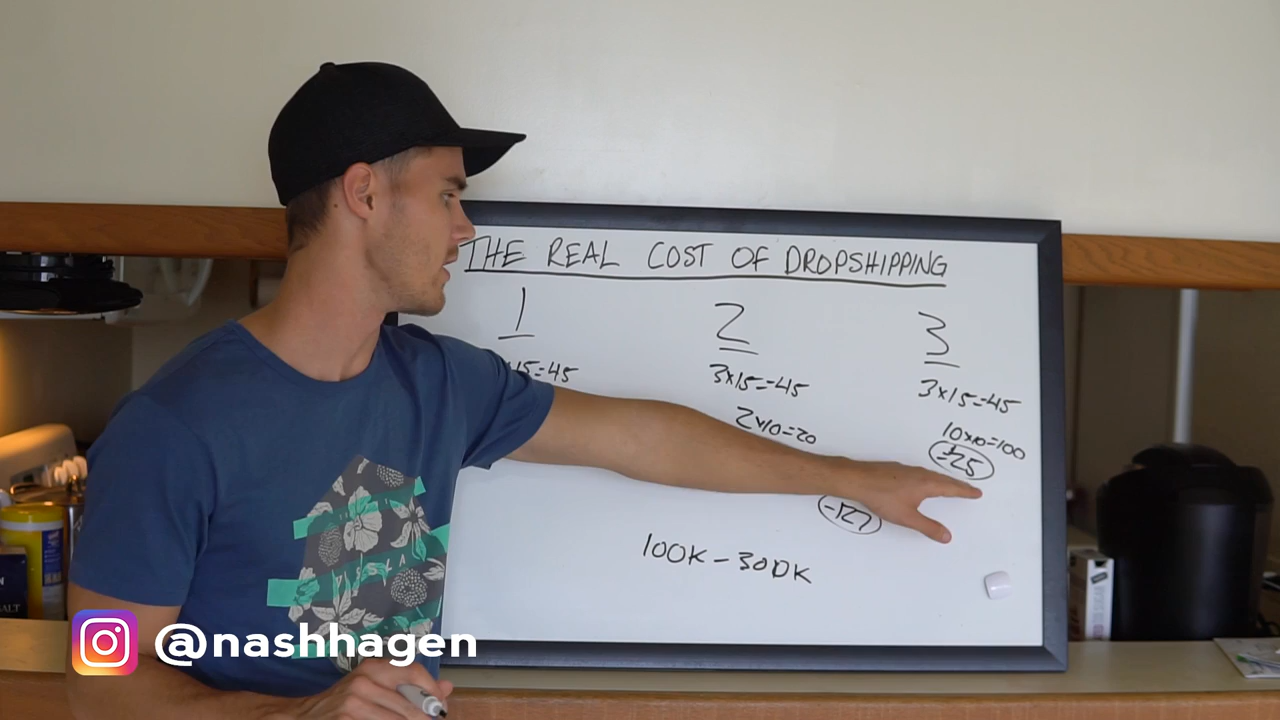 THE REAL COST OF DROPSHIPPING
1
2
3
15=45
3x15=45
3x15=45
2x10=20
10x10=100
-127
100K-300K
@nashhagen